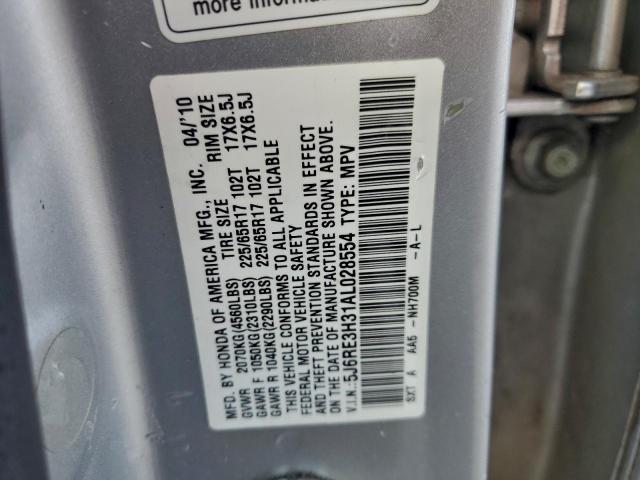 more information
MFD. BY HONDA OF AMERICA MFG., INC. 04/'10
TIRE SIZE RIM SIZE
GVWR 2070KG(4560LBS) 225/65R17 102T 17X6.5J
GAWR F 1050KG(2310LBS) 225/65R17 102T 17X6.5J
GAWR R 1040KG(2290LBS)
THIS VEHICLE CONFORMS TO ALL APPLICABLE
FEDERAL MOTOR VEHICLE SAFETY
AND THEFT PREVENTION STANDARDS IN EFFECT
ON THE DATE OF MANUFACTURE SHOWN ABOVE.
V.I.N.:5J6RE3H31AL028554 TYPE: MPV
SXT A AA5 -NH700M -A-L